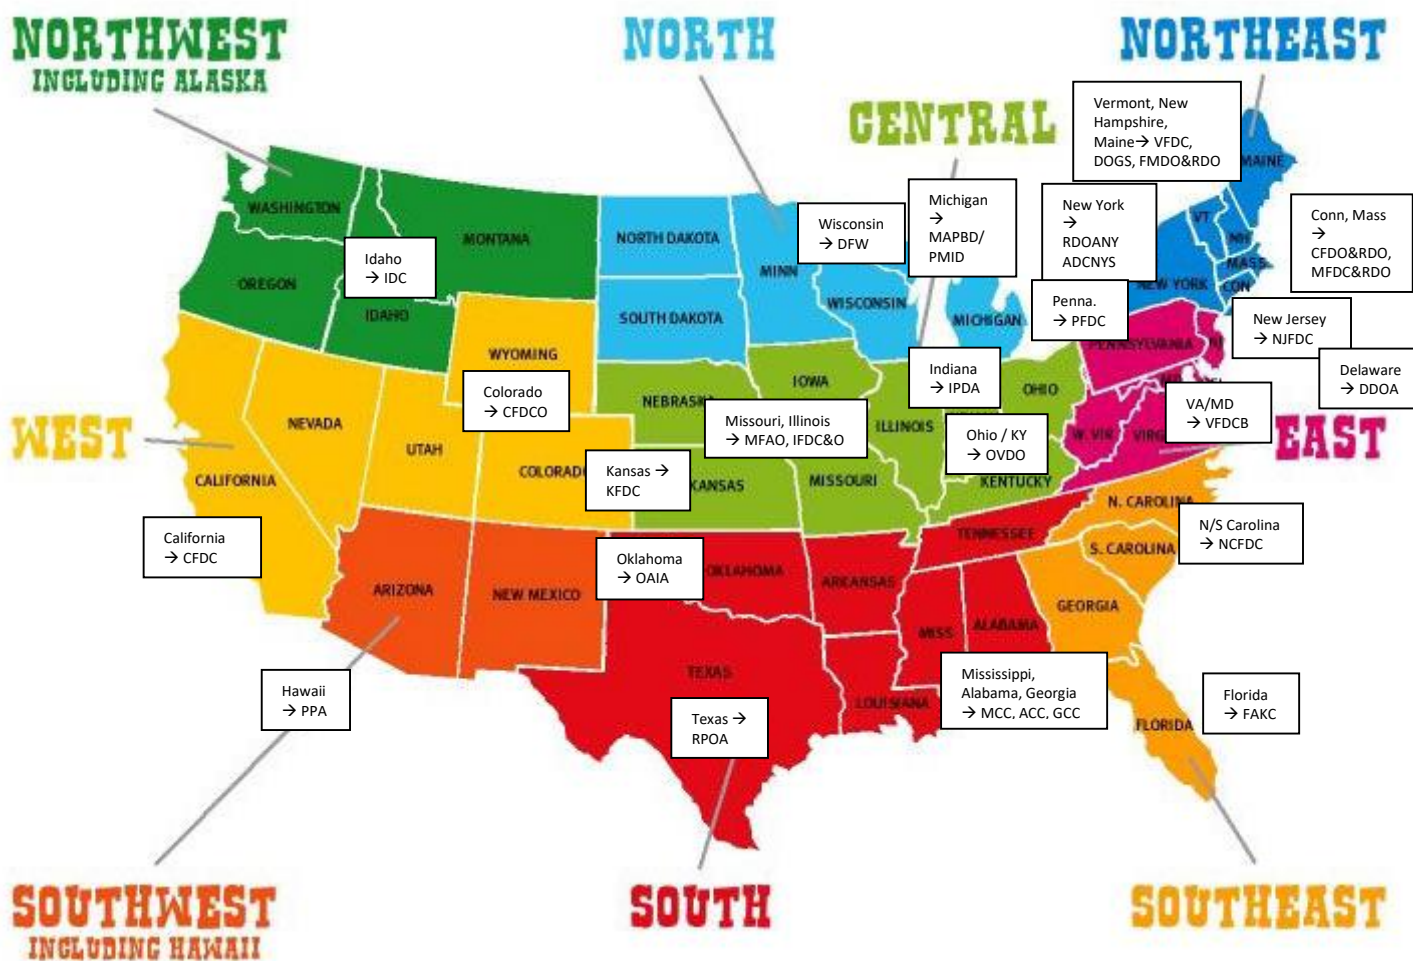 NORTHWEST
INCLUDING ALASKA
NORTH
NORTHEAST
CENTRAL
Vermont, New
Hampshire,
Maine→ VFDC,
DOGS, FMDO&RDO
MAINE
WASHINGTON
MONTANA
Idaho
→ IDC
OREGON
IDAHO
NORTH DAKOTA
SOUTH DAKOTA
MINN
Wisconsin
→ DFW
WISCONSIN
Michigan
→
MAPBD/
PMID
MICHIGAN
New York
→
RDOANY
ADCNYS
VT
NH
MASS
CON
NEW YORK
Conn, Mass
→
CFDO&RDO,
MFDC&RDO
Penna.
→ PFDC
PENNSYLVANIA
New Jersey
→ NJFDC
Delaware
→ DDOA
WYOMING
Colorado
→ CFDCO
NEBRASKA
IOWA
Indiana
→ IPDA
OHIO
VA/MD
→ VFDCB
WEST
NEVADA
UTAH
COLORADO
Missouri, Illinois
→ MFAO, IFDC&O
ILLINOIS
Ohio / KY
→ OVDO
W. VIR
VIRG
EAST
CALIFORNIA
Kansas →
KFDC
KANSAS
MISSOURI
KENTUCKY
N. CAROLINA
California
→ CFDC
N/S Carolina
→ NCFDC
Oklahoma
→ OAIA
OKLAHOMA
TENNESSEE
S. CAROLINA
ARIZONA
NEW MEXICO
ARKANSAS
GEORGIA
MISS
ALABAMA
TEXAS
Hawaii
→ PPA
Texas →
RPOA
LOUISIANA
Mississippi,
Alabama, Georgia
→ MCC, ACC, GCC
FLORIDA
Florida
→ FAKC
SOUTHWEST
INCLUDING HAWAII
SOUTH
SOUTHEAST